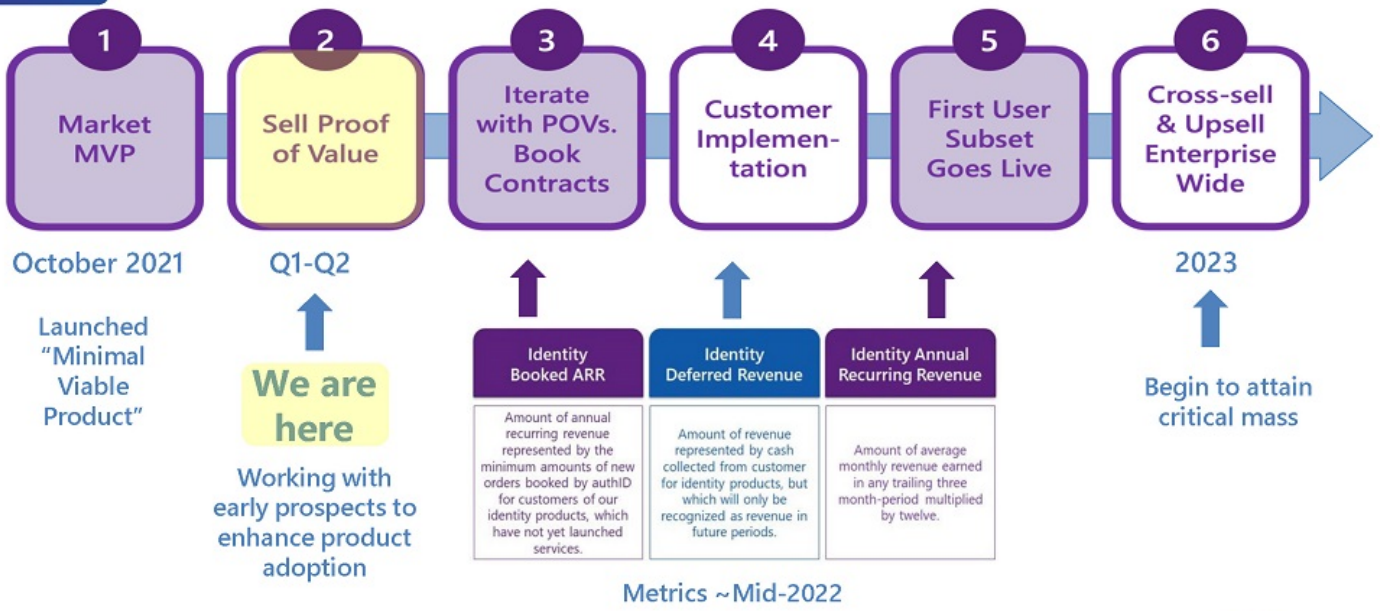 1
Market
MVP
2
Sell Proof
of Value
3
Iterate
with POVs.
Book
Contracts
4
Customer
Implemen-
tation
5
First User
Subset
Goes Live
6
Cross-sell
& Upsell
Enterprise
Wide
October 2021
Launched
“Minimal
Viable
Product”
Q1-Q2
We are
here
Working with
early prospects to
enhance product
adoption
Identity
Booked ARR
Amount of annual
recurring revenue
represented by the
minimum amounts of new
orders booked by authID
for customers of our
identity products, which
have not yet launched
services.
Identity
Deferred Revenue
Amount of revenue
represented by cash
collected from customer
for identity products, but
which will only be
recognized as revenue in
future periods.
Identity Annual
Recurring Revenue
Amount of average
monthly revenue earned
in any trailing three
month-period multiplied
by twelve.
Metrics ~Mid-2022
2023
Begin to attain
critical mass